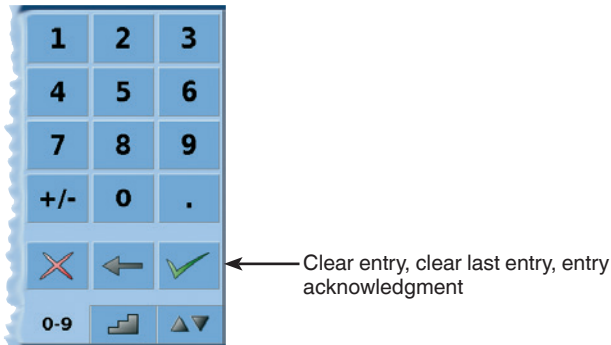 1 2 3
4 5 6
7 8 9
+/- 0 .
Clear entry, clear last entry, entry
acknowledgment
0-9